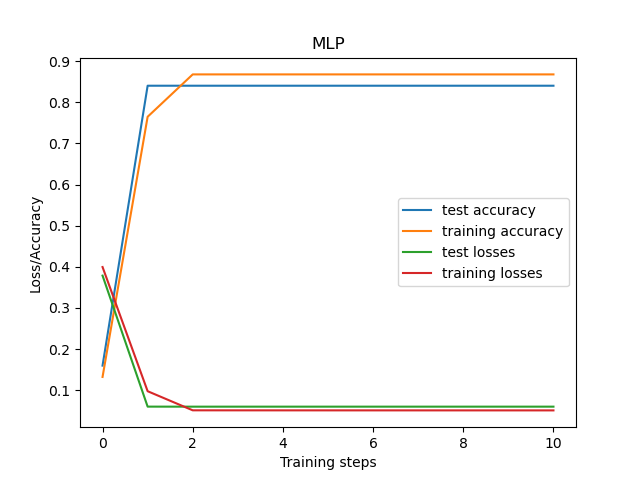 MLP
Loss/Accuracy
0.9
0.8
0.7
0.6
0.5
0.4
0.3
0.2
0.1
test accuracy
training accuracy
test losses
training losses
0 2 4 6 8 10
Training steps